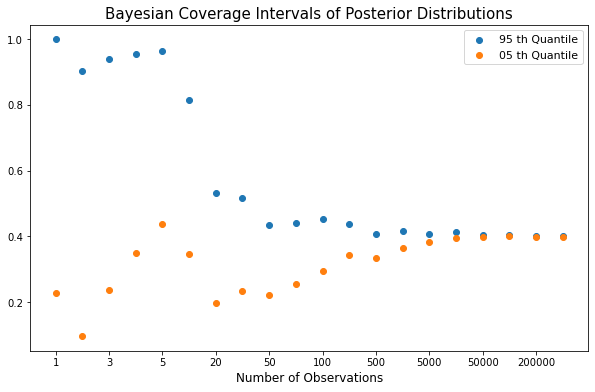 Bayesian Coverage Intervals of Posterior Distributions
95 th Quantile
05 th Quantile
1.0
0.8
0.6
0.4
0.2
1 3 5 20 50 100 500 5000 50000 200000
Number of Observations